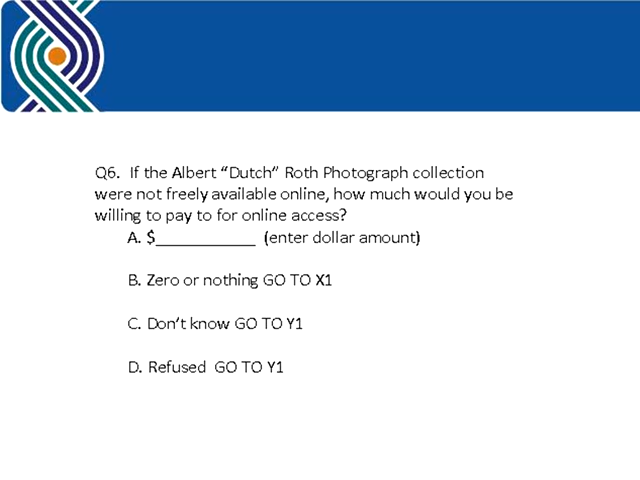 Q6.  If the Albert “Dutch” Roth Photograph collection
were not freely available online, how much would you be
willing to pay to for online access?
A. $____________  (enter dollar amount)
B. Zero or nothing GO TO X1
C. Don’t know GO TO Y1
D. Refused  GO TO Y1